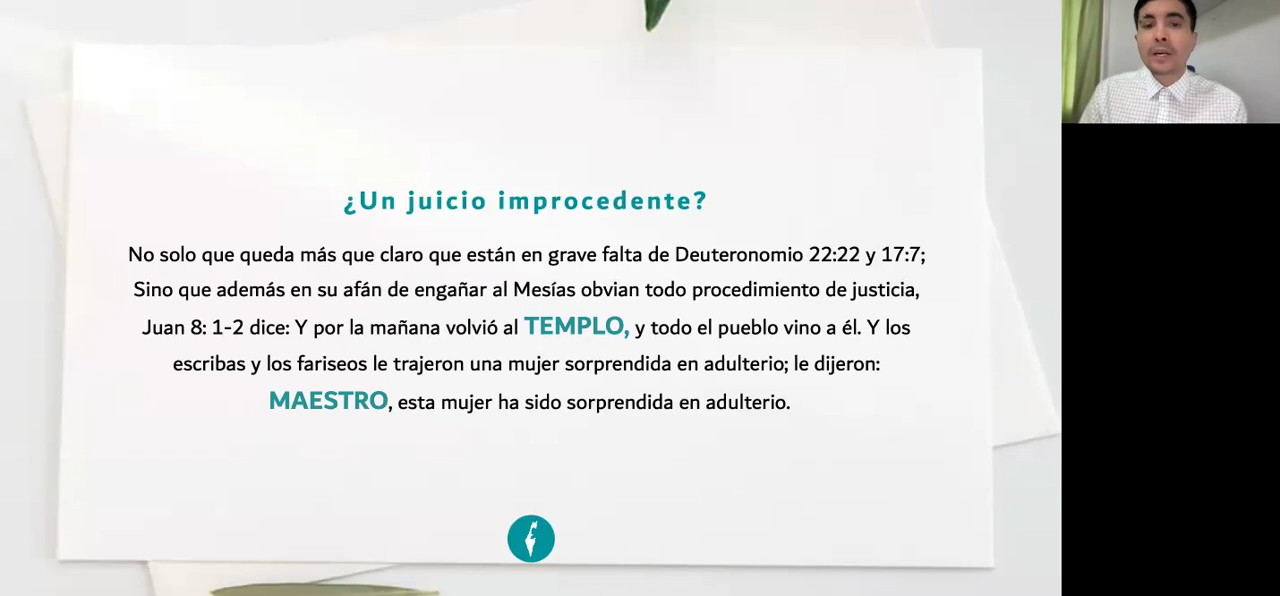 ¿Un juicio improcedente?
No solo que queda más que claro que están en grave falta de Deuteronomio 22:22 y 17:7;
Sino que además en su afán de engañar al Mesías obvian todo procedimiento de justicia,
Juan 8: 1-2 dice: Y por la mañana volvió al TEMPLO, y todo el pueblo vino a él. Y los
escribas y los fariseos le trajeron una mujer sorprendida en adulterio; le dijeron:
MAESTRO, esta mujer ha sido sorprendida en adulterio.